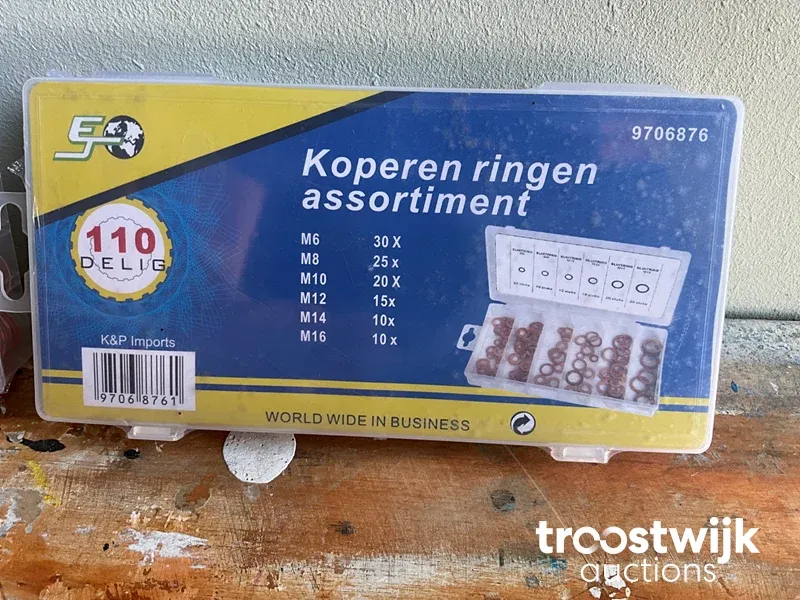 EJ
9706876
Koperen ringen
assortiment
110
DELIG
M6 30 X
M8 25 x
M10 20 X
M12 15x
M14 10x
M16 10 x
K&P Imports
9706 8761
WORLD WIDE IN BUSINESS
troostwijk
auctions